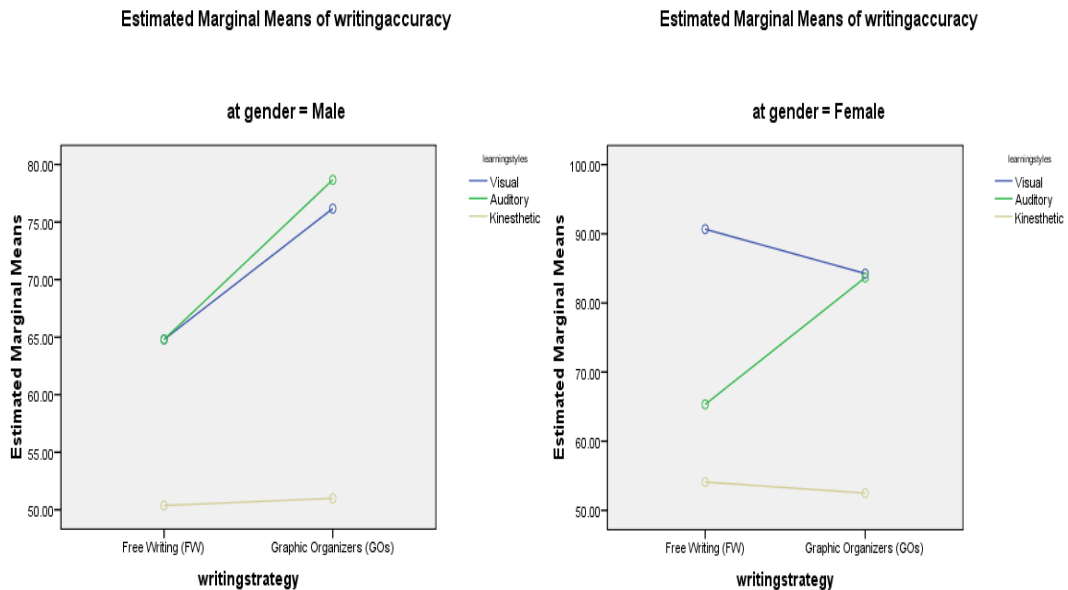 Estimated Marginal Means of writingaccuracy
at gender = Male
Estimated Marginal Means
80.00
75.00
70.00
65.00
60.00
55.00
50.00
Free Writing (FW)
Graphic Organizers (GOs)
writingstrategy
learningstyles
Visual
Auditory
Kinesthetic
Estimated Marginal Means of writingaccuracy
at gender = Female
Estimated Marginal Means
100.00
90.00
80.00
70.00
60.00
50.00
Free Writing (FW)
Graphic Organizers (GOs)
writingstrategy
learningstyles
Visual
Auditory
Kinesthetic